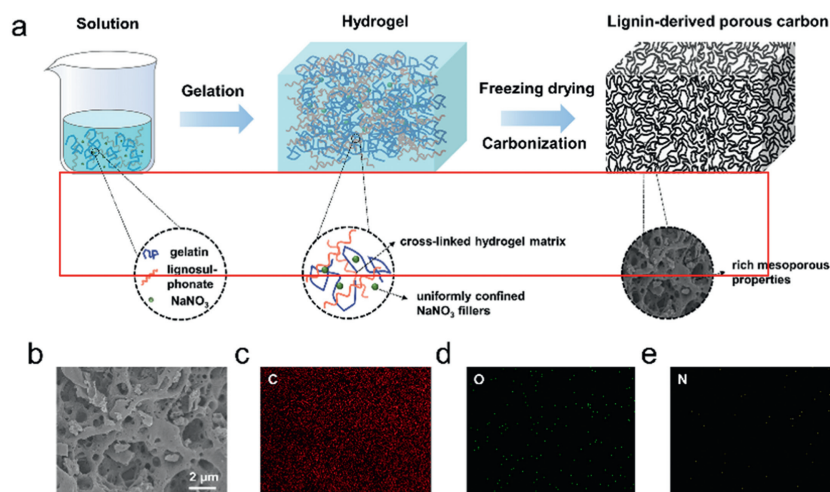 a
Solution
Hydrogel
Lignin-derived porous carbon
Gelation
Freezing drying
Carbonization
gelatin
lignosul-
phonate
NaNO₃
cross-linked hydrogel matrix
uniformly confined
NaNO₃ fillers
rich mesoporous
properties
b
c
d
e
2 μm
C
O
N